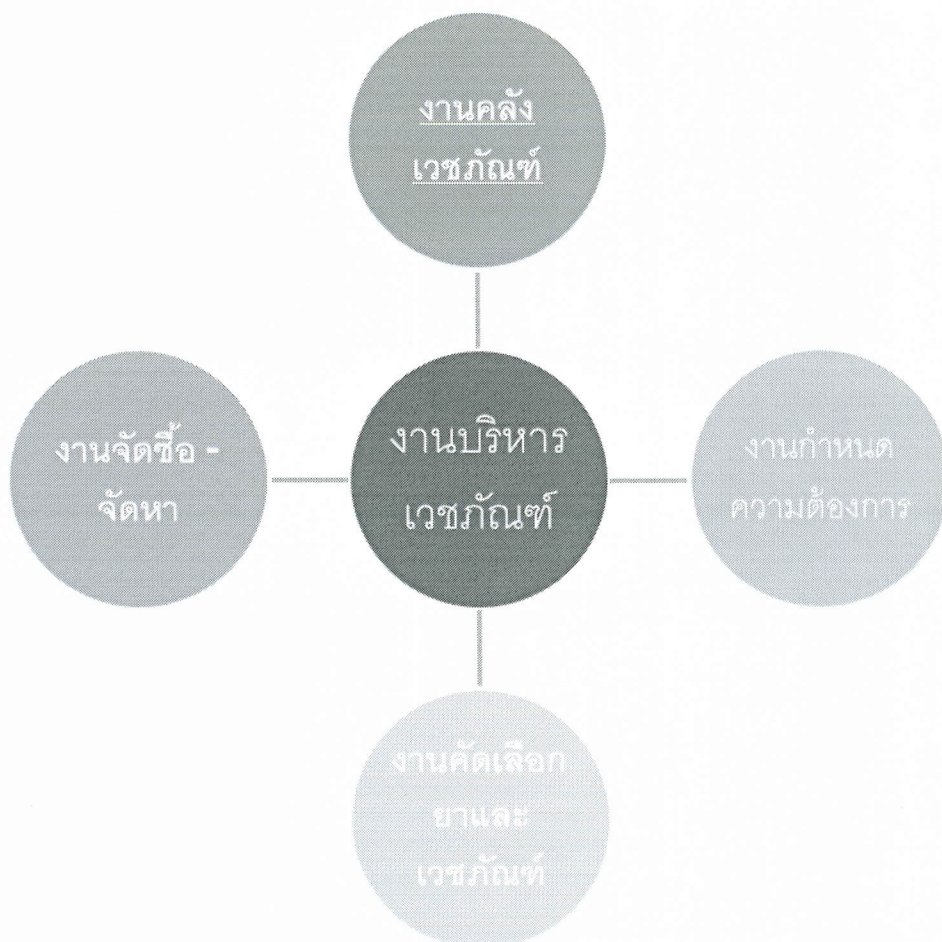 งานคลัง
เวชภัณฑ์
งานจัดซื้อ -
จัดหา
งานบริหาร
เวชภัณฑ์
งานกำหนด
ความต้องการ
งานคัดเลือก
ยาและ
เวชภัณฑ์